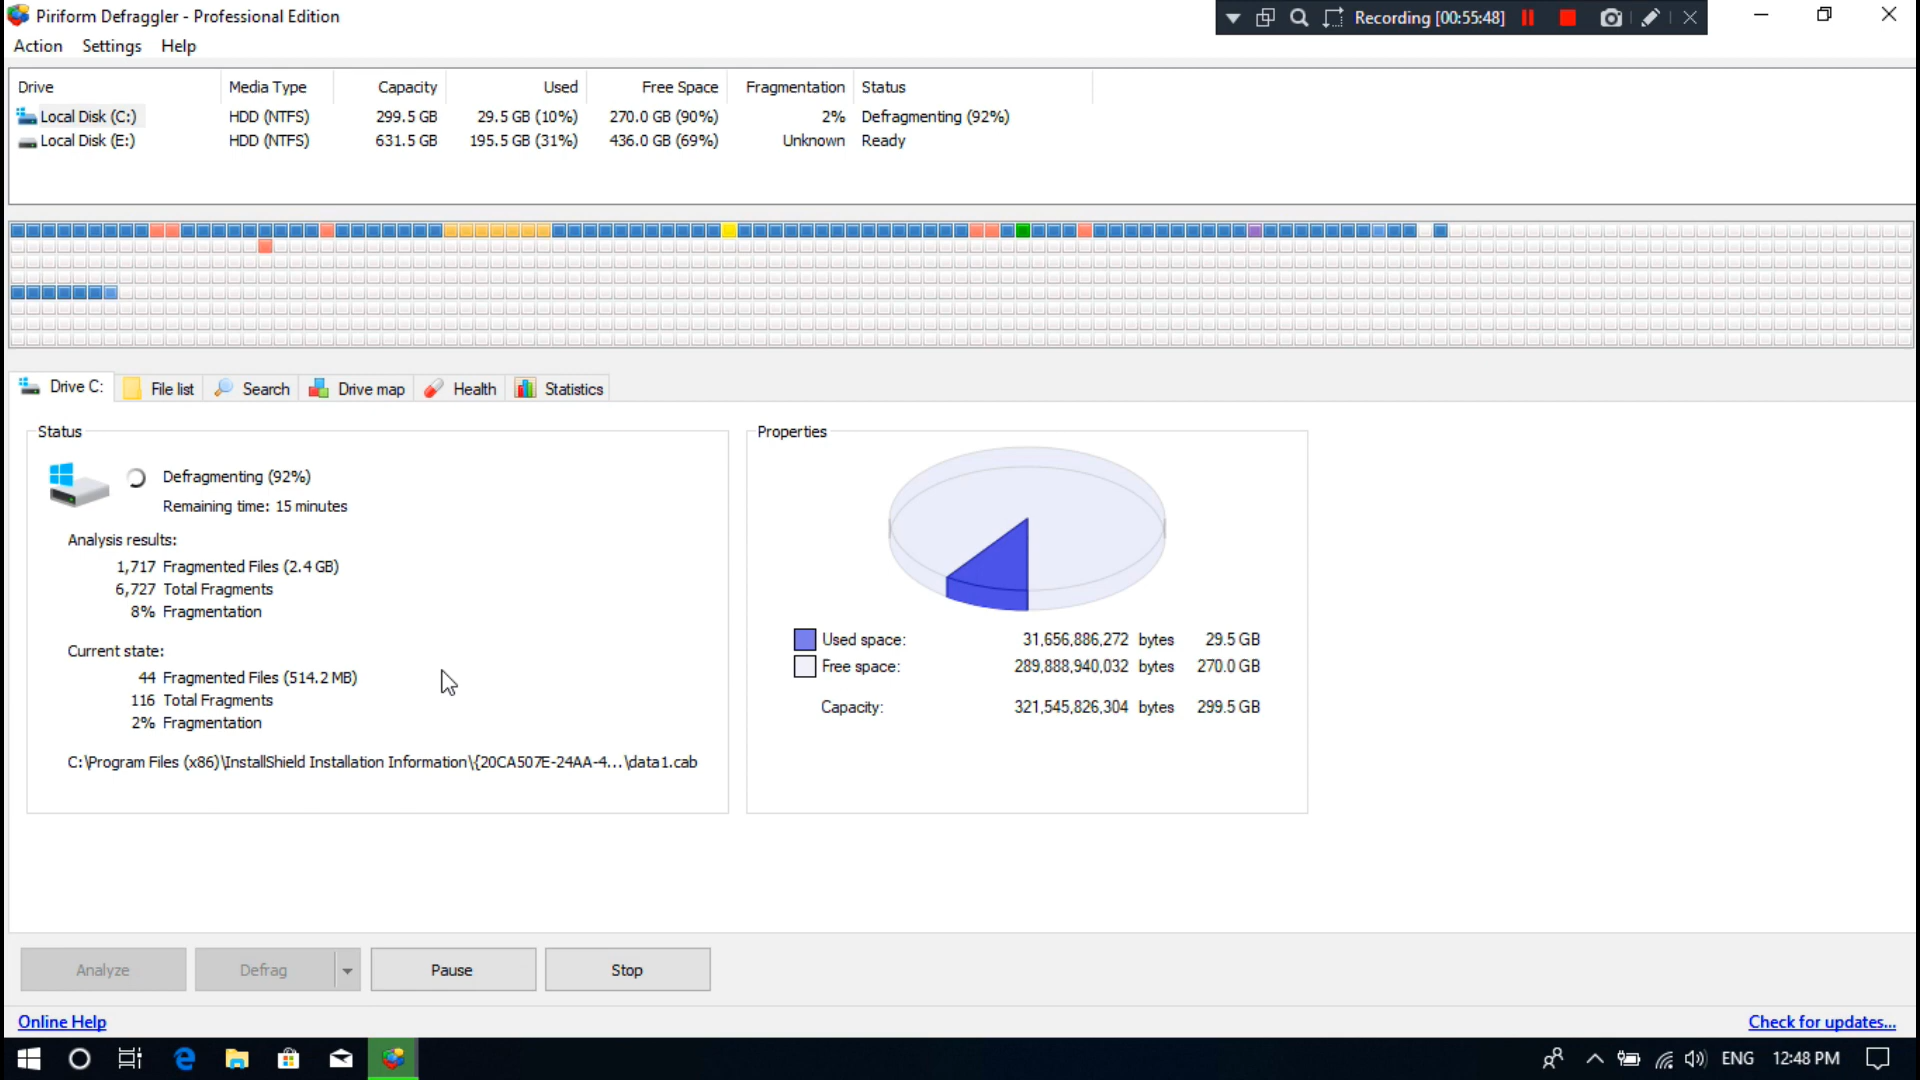 Piriform Defraggler - Professional Edition
Recording [00:55:48]
Action Settings Help
Drive Media Type Capacity Used Free Space Fragmentation Status
Local Disk (C:) HDD (NTFS) 299.5 GB 29.5 GB (10%) 270.0 GB (90%) 2% Defragmenting (92%)
Local Disk (E:) HDD (NTFS) 631.5 GB 195.5 GB (31%) 436.0 GB (69%) Unknown Ready
Drive C: File list Search Drive map Health Statistics
Status
Defragmenting (92%)
Remaining time: 15 minutes
Analysis results:
1,717 Fragmented Files (2.4 GB)
6,727 Total Fragments
8% Fragmentation
Current state:
44 Fragmented Files (514.2 MB)
116 Total Fragments
2% Fragmentation
C:\Program Files (x86)\InstallShield Installation Information\{20CA507E-24AA-4...\data1.cab
Properties
Used space: 31,656,886,272 bytes 29.5 GB
Free space: 289,888,940,032 bytes 270.0 GB
Capacity: 321,545,826,304 bytes 299.5 GB
Analyze Defrag Pause Stop
Online Help Check for updates...
ENG 12:48 PM